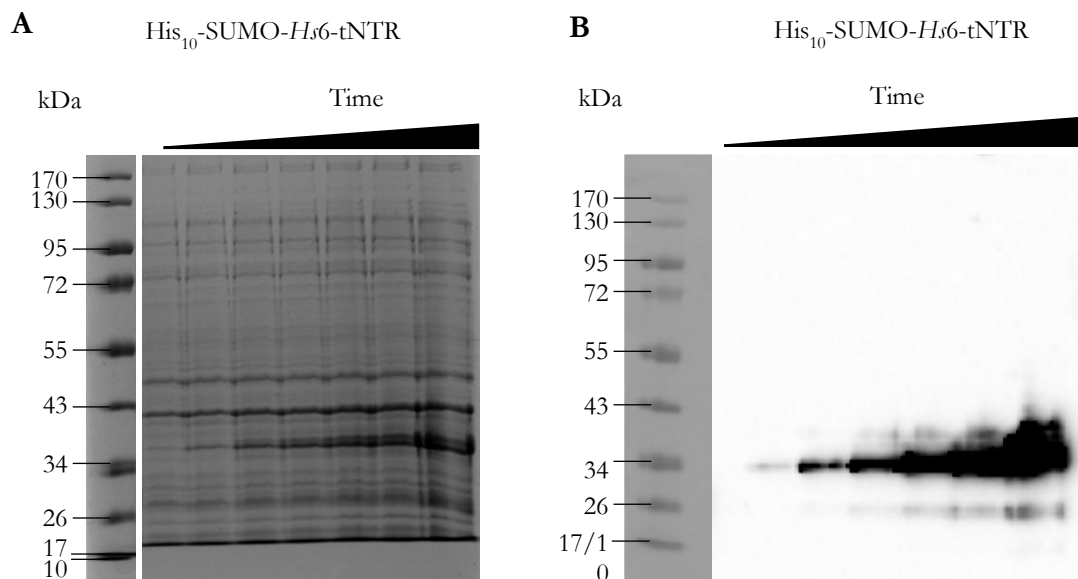 A
His₁₀-SUMO-Hs6-tNTR
kDa
Time
170
130
95
72
55
43
34
26
17
10
B
His₁₀-SUMO-Hs6-tNTR
kDa
Time
170
130
95
72
55
43
34
26
17/1
0